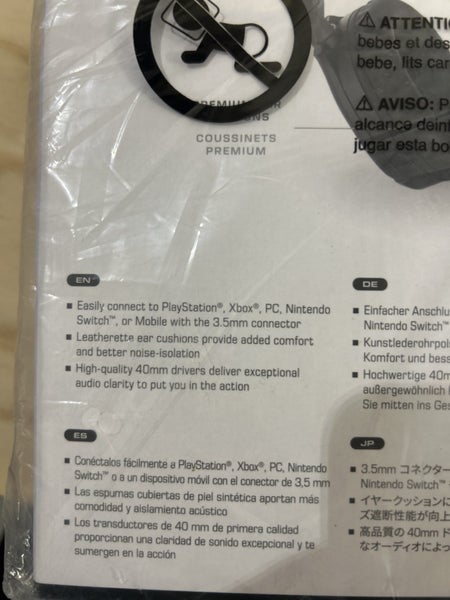 ⚠ ATTENTI
bebes et des
bebe, lits car
⚠ AVISO: P
jugar esta bo
PREMIUM
COUSSINETS
PREMIUM
EN
▪ Easily connect to PlayStation®, Xbox®, PC, Nintendo
Switch™, or Mobile with the 3.5mm connector
▪ Leatherette ear cushions provide added comfort
and better noise-isolation
▪ High-quality 40mm drivers deliver exceptional
audio clarity to put you in the action
ES
▪ Conéctalos fácilmente a PlayStation®, Xbox®, PC, Nintendo
Switch™ o a un dispositivo móvil con el conector de 3,5 mm
▪ Las espumas cubiertas de piel sintética aportan más
comodidad y aislamiento acústico
▪ Los transductores de 40 mm de primera calidad
proporcionan una claridad de sonido excepcional y te
sumergen en la acción
DE
▪ Einfacher Anschlu
Nintendo Switch™
▪ Kunstlederohrpol
Komfort und bess
▪ Hochwertige 40m
außergewöhnlich
Sie mitten ins Ges
JP
▪ 3.5mm コネクター
Nintendo Switch™
▪ イヤークッションに
ズ遮断性能が向上
▪ 高品質の 40mm ド
なオーディオによっ